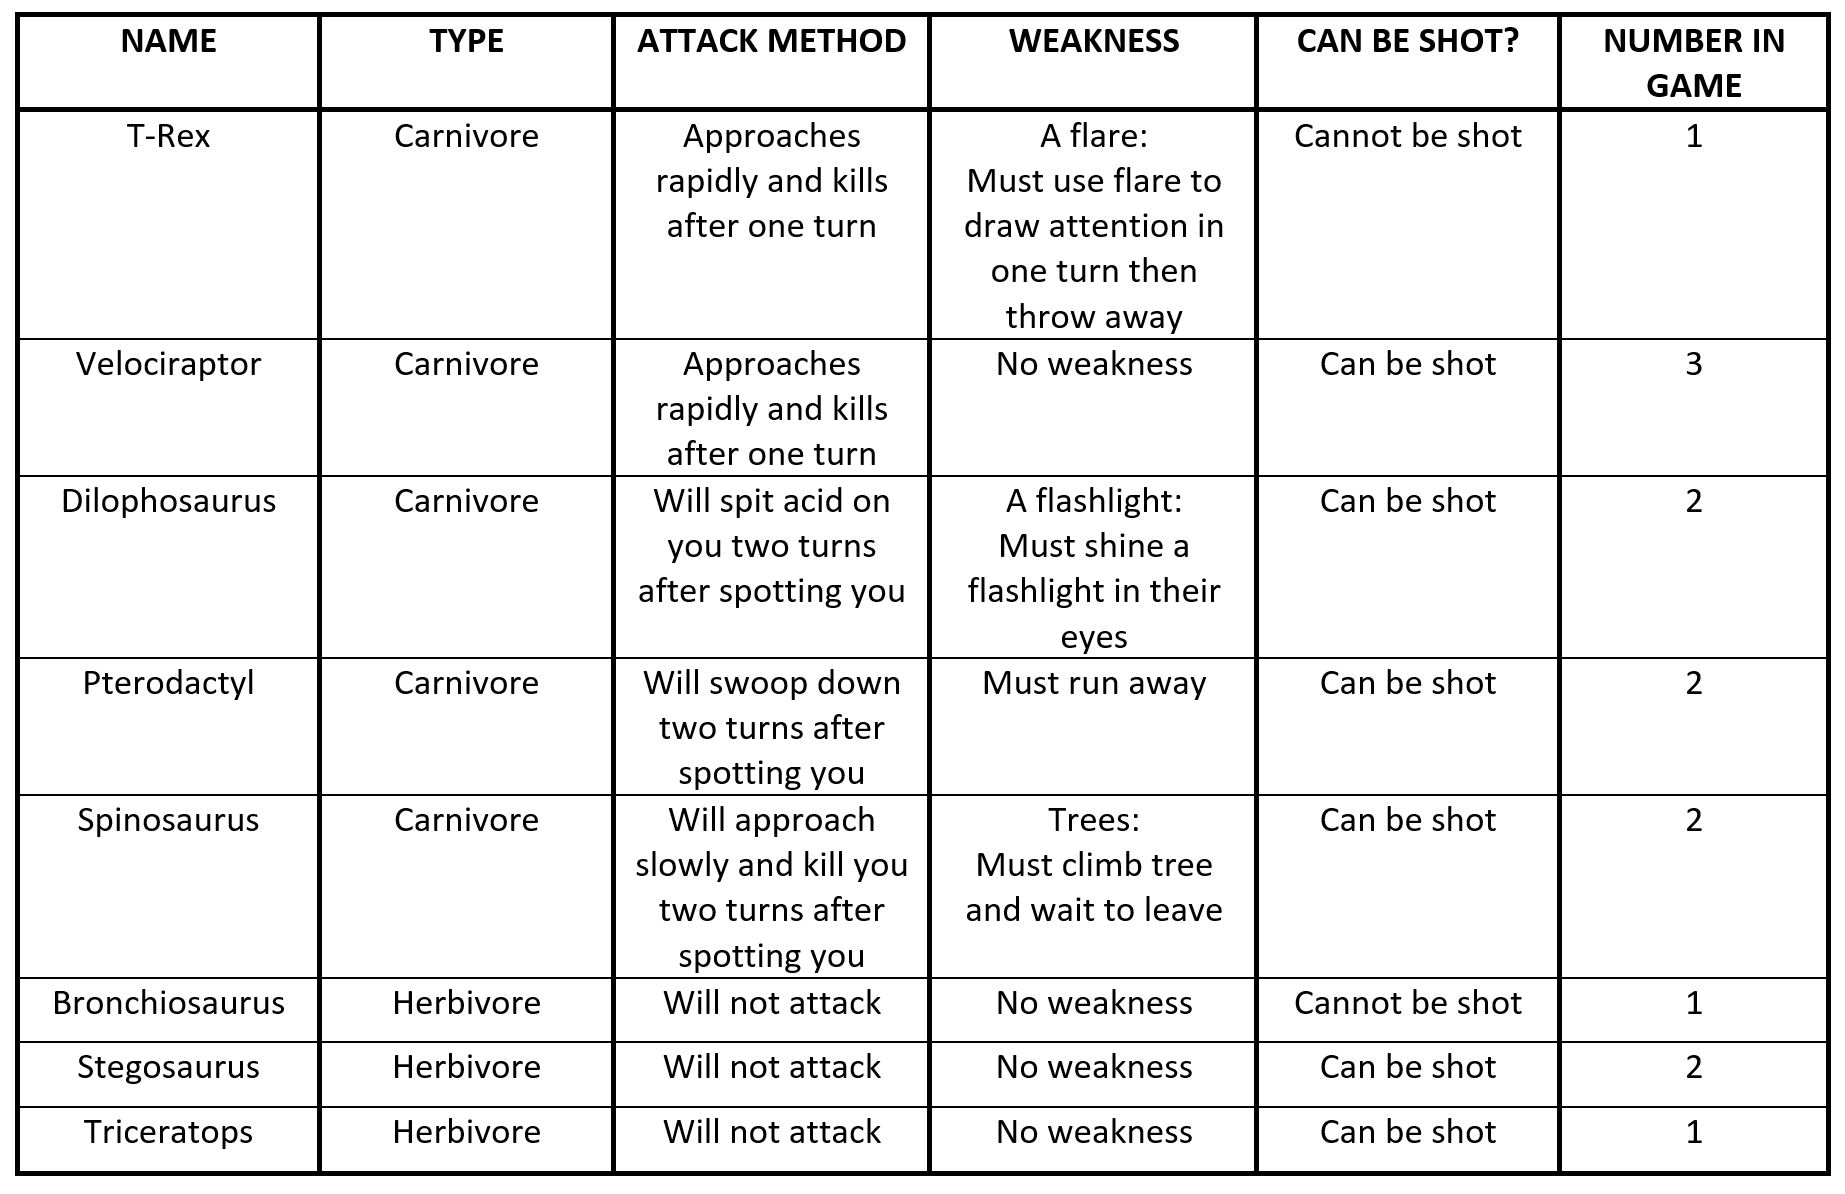 NAME TYPE ATTACK METHOD WEAKNESS CAN BE SHOT? NUMBER IN
GAME
T-Rex Carnivore Approaches A flare: Cannot be shot 1
rapidly and kills Must use flare to
after one turn draw attention in
one turn then
throw away
Velociraptor Carnivore Approaches No weakness Can be shot 3
rapidly and kills
after one turn
Dilophosaurus Carnivore Will spit acid on A flashlight: Can be shot 2
you two turns Must shine a
after spotting you flashlight in their
eyes
Pterodactyl Carnivore Will swoop down Must run away Can be shot 2
two turns after
spotting you
Spinosaurus Carnivore Will approach Trees: Can be shot 2
slowly and kill you Must climb tree
two turns after and wait to leave
spotting you
Bronchiosaurus Herbivore Will not attack No weakness Cannot be shot 1
Stegosaurus Herbivore Will not attack No weakness Can be shot 2
Triceratops Herbivore Will not attack No weakness Can be shot 1